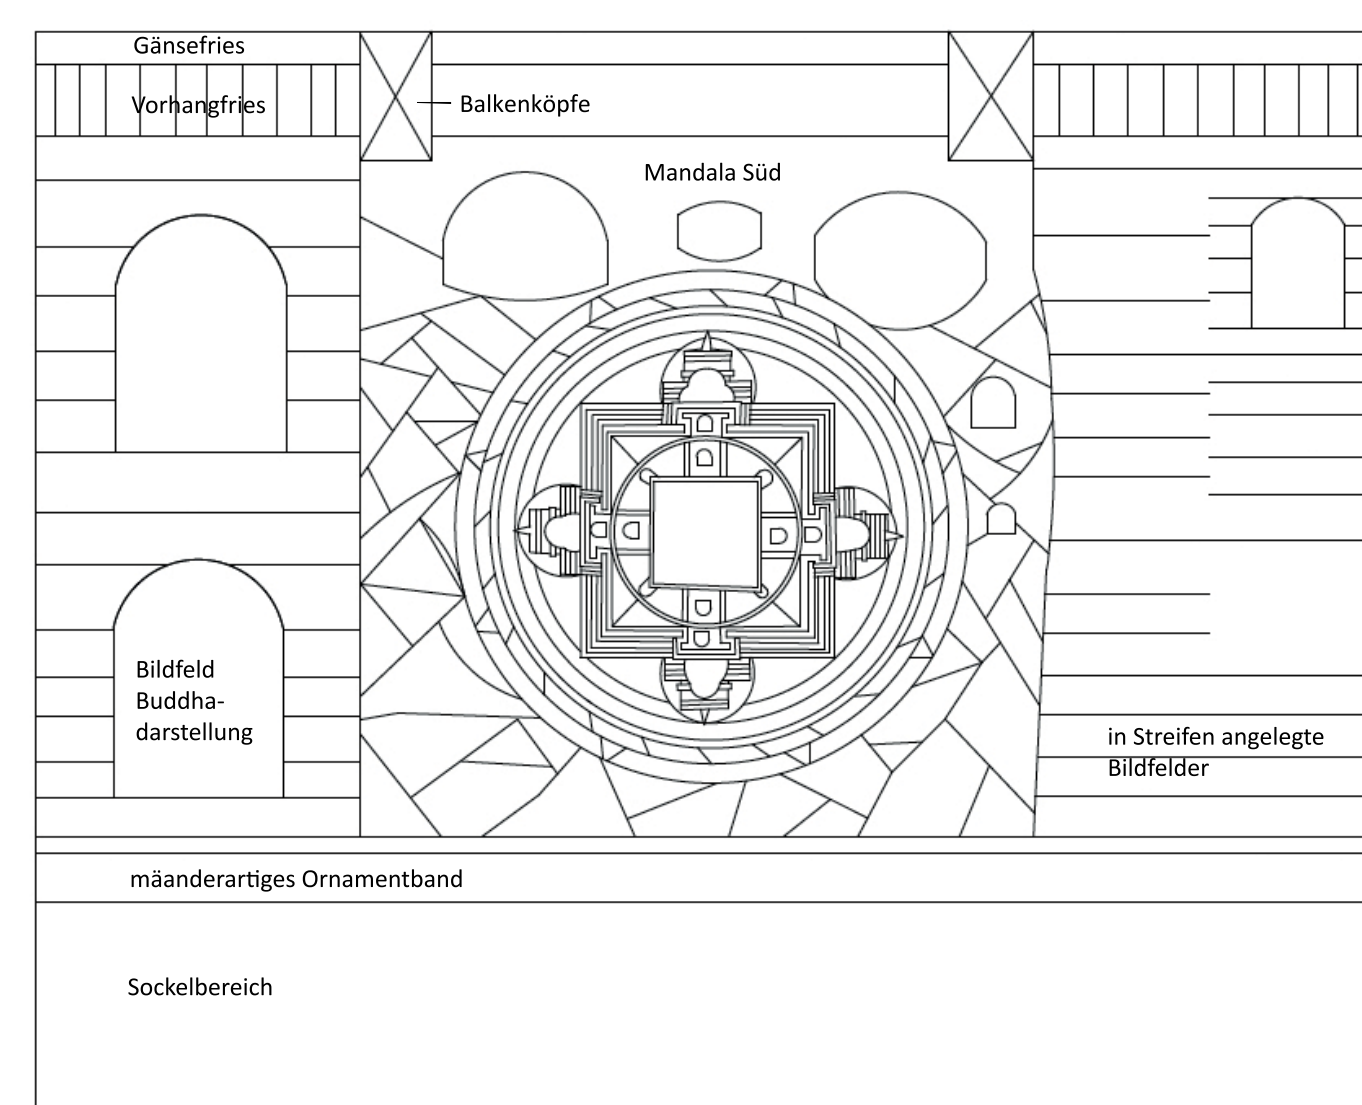 Gänsefries
Vorhangfries
Balkenköpfe
Mandala Süd
Bildfeld
Buddha-
darstellung
in Streifen angelegte
Bildfelder
mäanderartiges Ornamentband
Sockelbereich